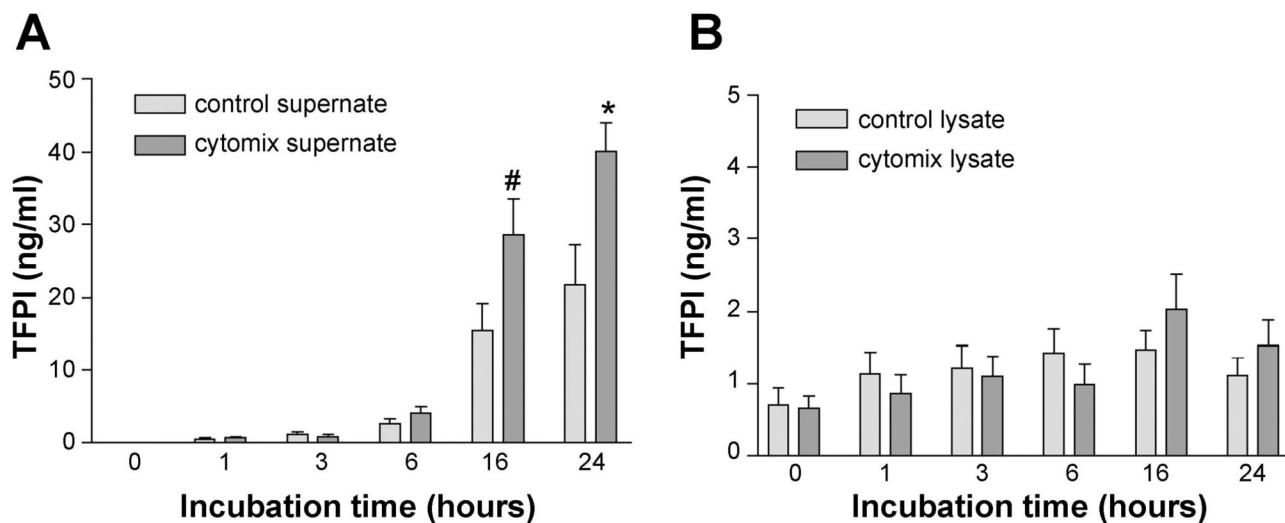 A
50
40
30
20
10
0
TFPI (ng/ml)
control supernate
cytomix supernate
#
*
0 1 3 6 16 24
Incubation time (hours)
B
5
4
3
2
1
0
TFPI (ng/ml)
control lysate
cytomix lysate
0 1 3 6 16 24
Incubation time (hours)